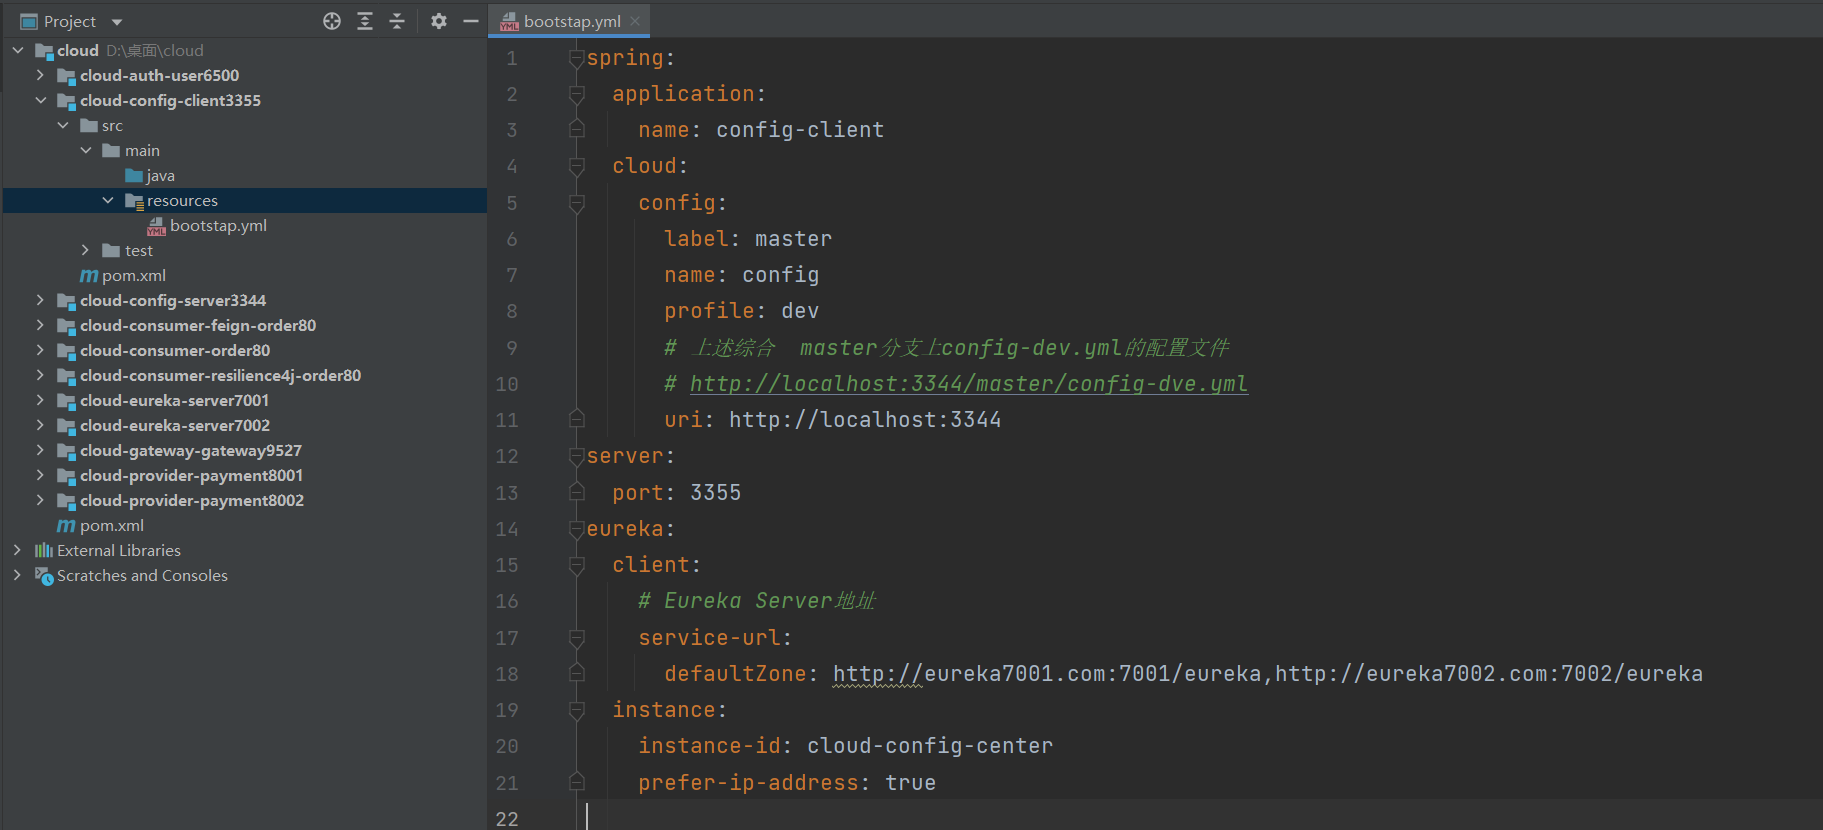 Project
cloud D:\桌面\cloud
cloud-auth-user6500
cloud-config-client3355
src
main
java
resources
YML bootstap.yml
test
m pom.xml
cloud-config-server3344
cloud-consumer-feign-order80
cloud-consumer-order80
cloud-consumer-resilience4j-order80
cloud-eureka-server7001
cloud-eureka-server7002
cloud-gateway-gateway9527
cloud-provider-payment8001
cloud-provider-payment8002
m pom.xml
External Libraries
Scratches and Consoles
YML bootstap.yml
1 spring:
2 application:
3 name: config-client
4 cloud:
5 config:
6 label: master
7 name: config
8 profile: dev
9 # 上述综合 master分支上config-dev.yml的配置文件
10 # http://localhost:3344/master/config-dve.yml
11 uri: http://localhost:3344
12 server:
13 port: 3355
14 eureka:
15 client:
16 # Eureka Server地址
17 service-url:
18 defaultZone: http://eureka7001.com:7001/eureka,http://eureka7002.com:7002/eureka
19 instance:
20 instance-id: cloud-config-center
21 prefer-ip-address: true
22